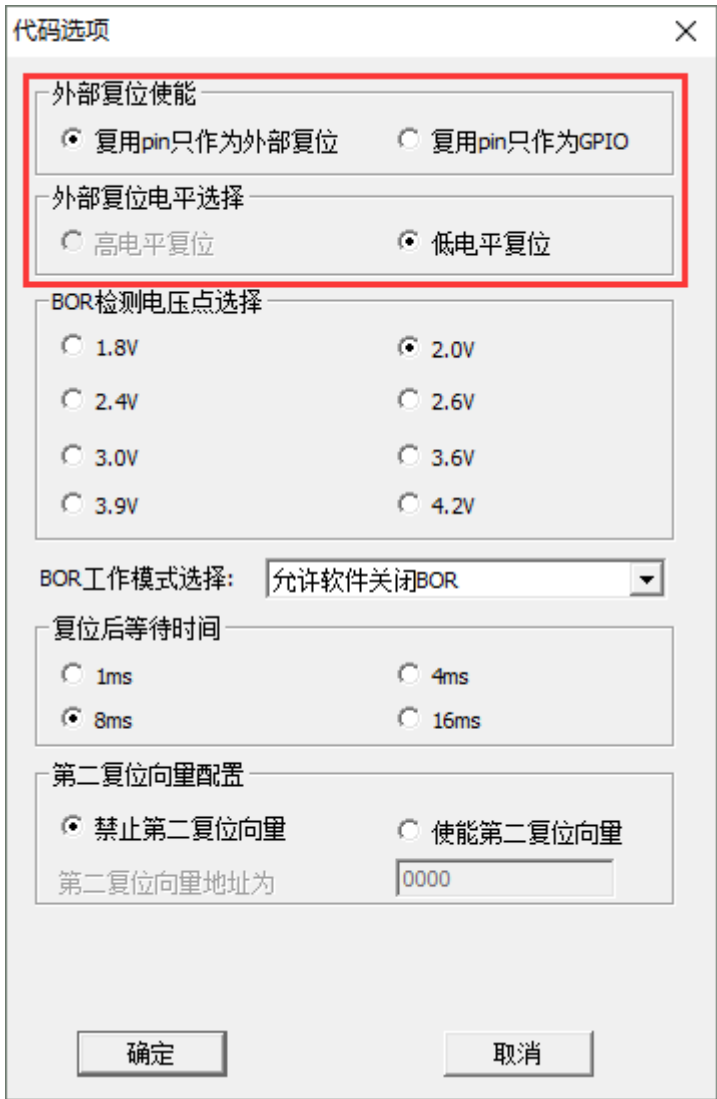 代码选项
外部复位使能
复用pin只作为外部复位 复用pin只作为GPIO
外部复位电平选择
高电平复位 低电平复位
BOR检测电压点选择
1.8V 2.0V
2.4V 2.6V
3.0V 3.6V
3.9V 4.2V
BOR工作模式选择: 允许软件关闭BOR
复位后等待时间
1ms 4ms
8ms 16ms
第二复位向量配置
禁止第二复位向量 使能第二复位向量
第二复位向量地址为 0000
确定 取消